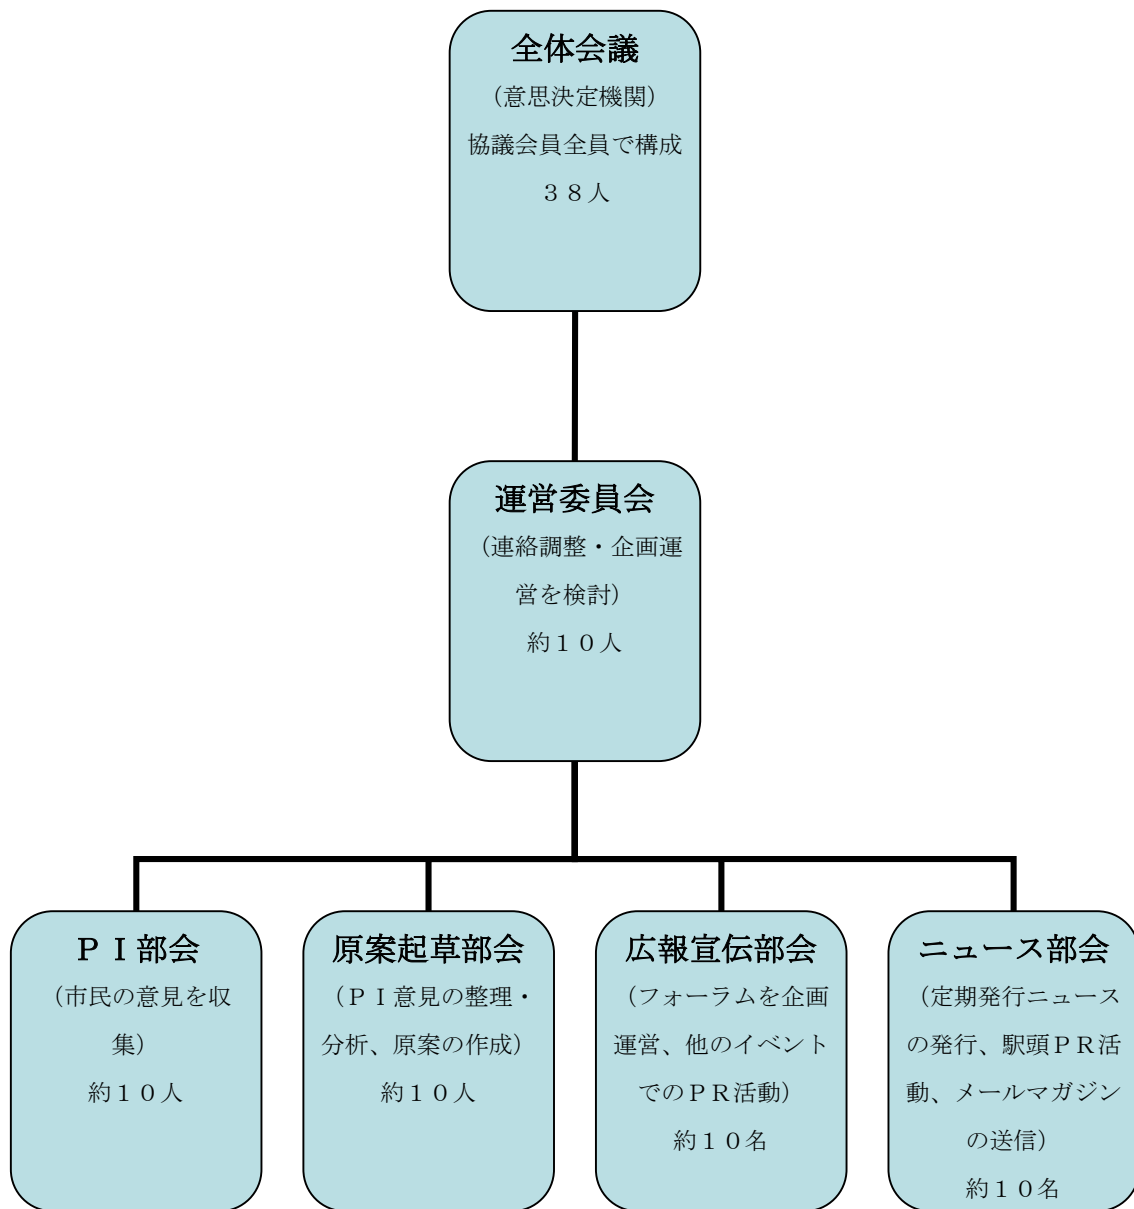 全体会議
（意思決定機関）
協議会員全員で構成
３８人
運営委員会
（連絡調整・企画運
営を検討）
約１０人
ＰＩ部会
（市民の意見を収
集）
約１０人
原案起草部会
（ＰＩ意見の整理・
分析、原案の作成）
約１０人
広報宣伝部会
（フォーラムを企画
運営、他のイベント
でのＰＲ活動）
約１０名
ニュース部会
（定期発行ニュース
の発行、駅頭ＰＲ活
動、メールマガジン
の送信）
約１０名